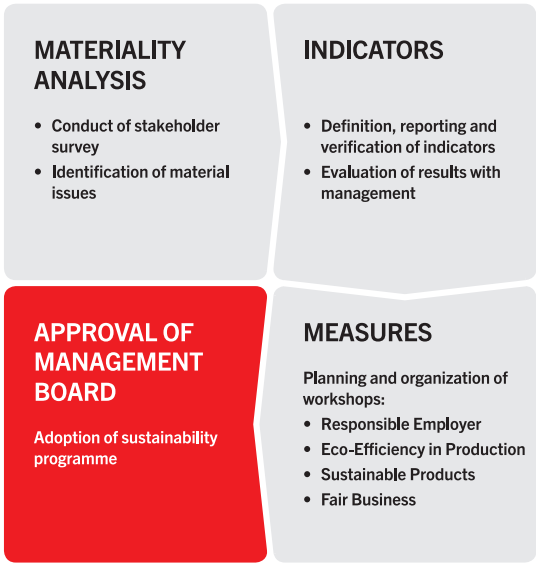 MATERIALITY
ANALYSIS
• Conduct of stakeholder
survey
• Identification of material
issues
INDICATORS
• Definition, reporting and
verification of indicators
• Evaluation of results with
management
APPROVAL OF
MANAGEMENT
BOARD
Adoption of sustainability
programme
MEASURES
Planning and organization of
workshops:
• Responsible Employer
• Eco-Efficiency in Production
• Sustainable Products
• Fair Business